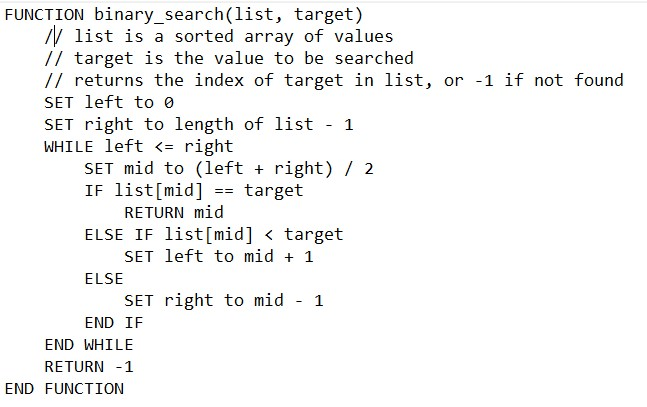 FUNCTION binary_search(list, target)
    // list is a sorted array of values
    // target is the value to be searched
    // returns the index of target in list, or -1 if not found
    SET left to 0
    SET right to length of list - 1
    WHILE left <= right
        SET mid to (left + right) / 2
        IF list[mid] == target
            RETURN mid
        ELSE IF list[mid] < target
            SET left to mid + 1
        ELSE
            SET right to mid - 1
        END IF
    END WHILE
    RETURN -1
END FUNCTION